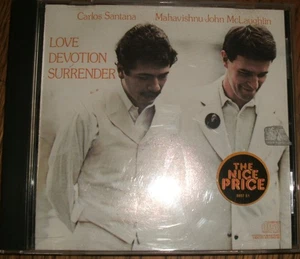 Carlos Santana Mahavishnu John McLaughlin
LOVE
DEVOTION
SURRENDER
THE
NICE
PRICE